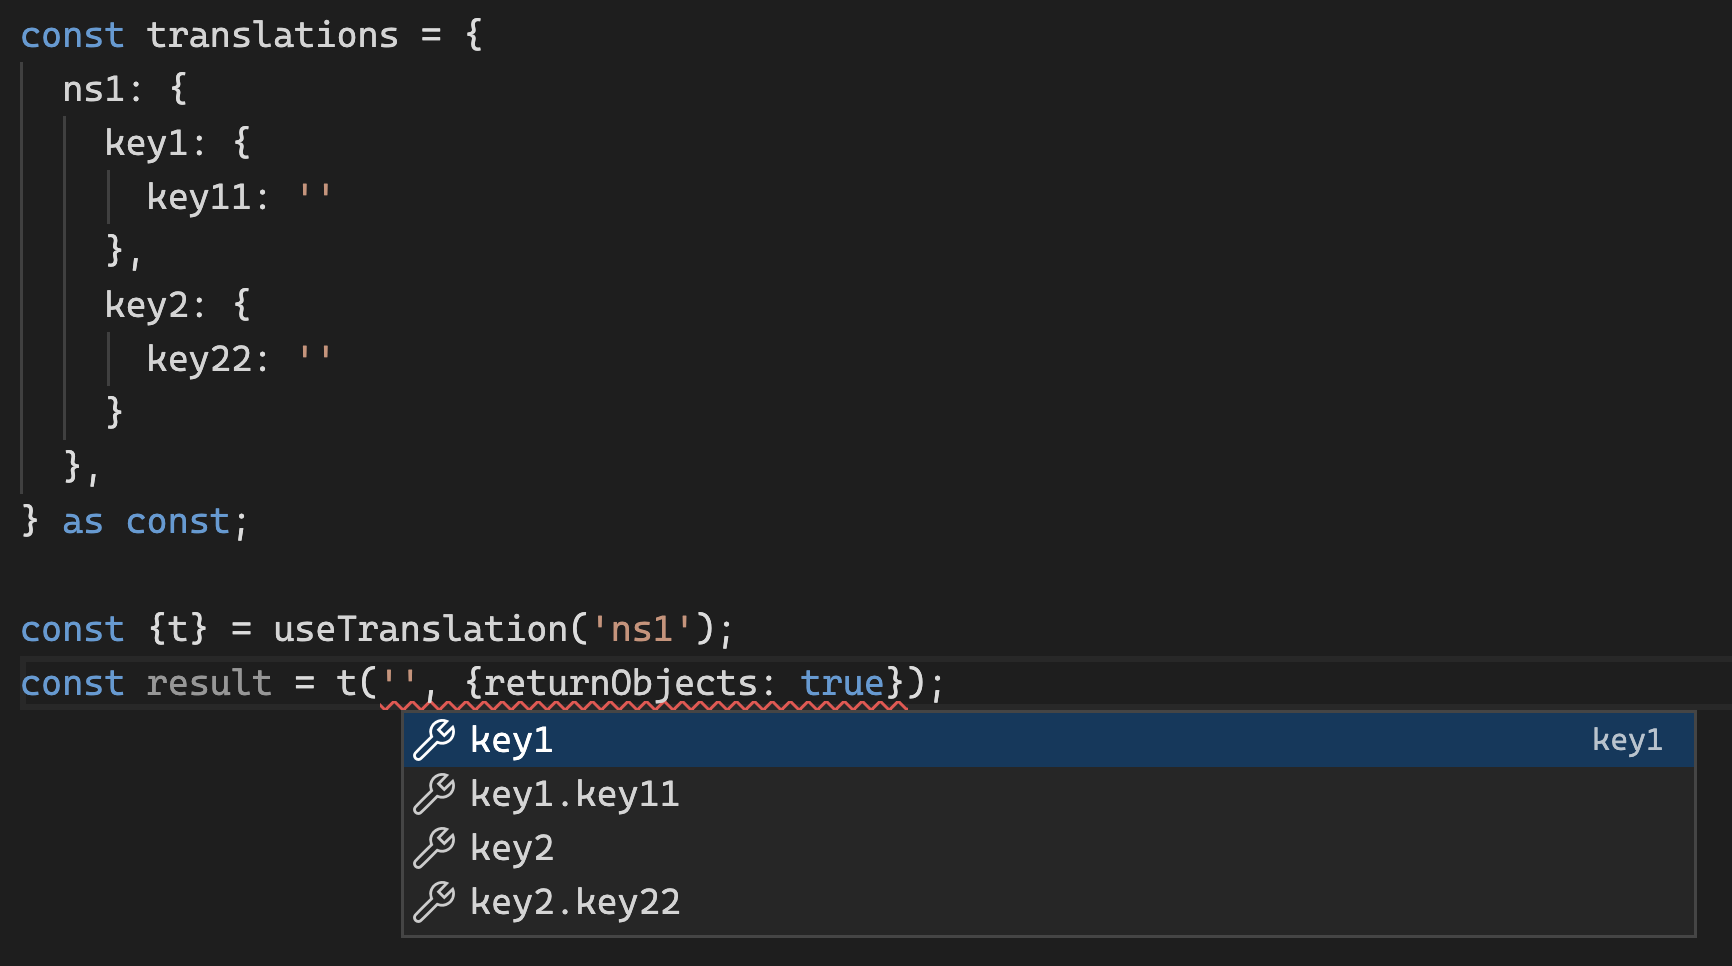 const translations = {
  ns1: {
    key1: {
      key11: ''
    },
    key2: {
      key22: ''
    }
  },
} as const;

const {t} = useTranslation('ns1');
const result = t('', {returnObjects: true});
key1 key1
key1.key11
key2
key2.key22